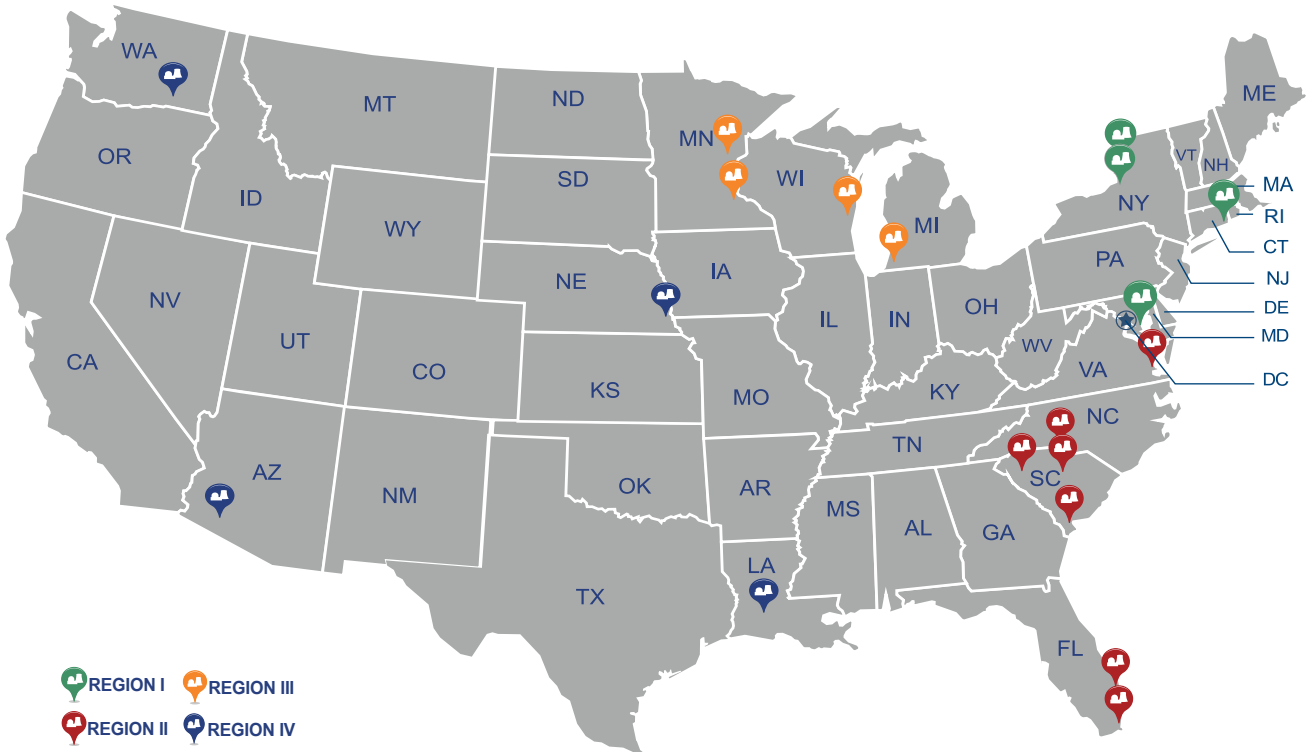 WA
MT
ND
MN
ME
OR
ID
SD
WI
MI
VT
NH
NY
MA
RI
CT
WY
IA
PA
NJ
NV
NE
IL
IN
OH
DE
MD
UT
CO
WV
VA
DC
CA
KS
MO
KY
NC
TN
AZ
NM
OK
AR
SC
MS
AL
GA
LA
TX
FL
REGION I
REGION III
REGION II
REGION IV